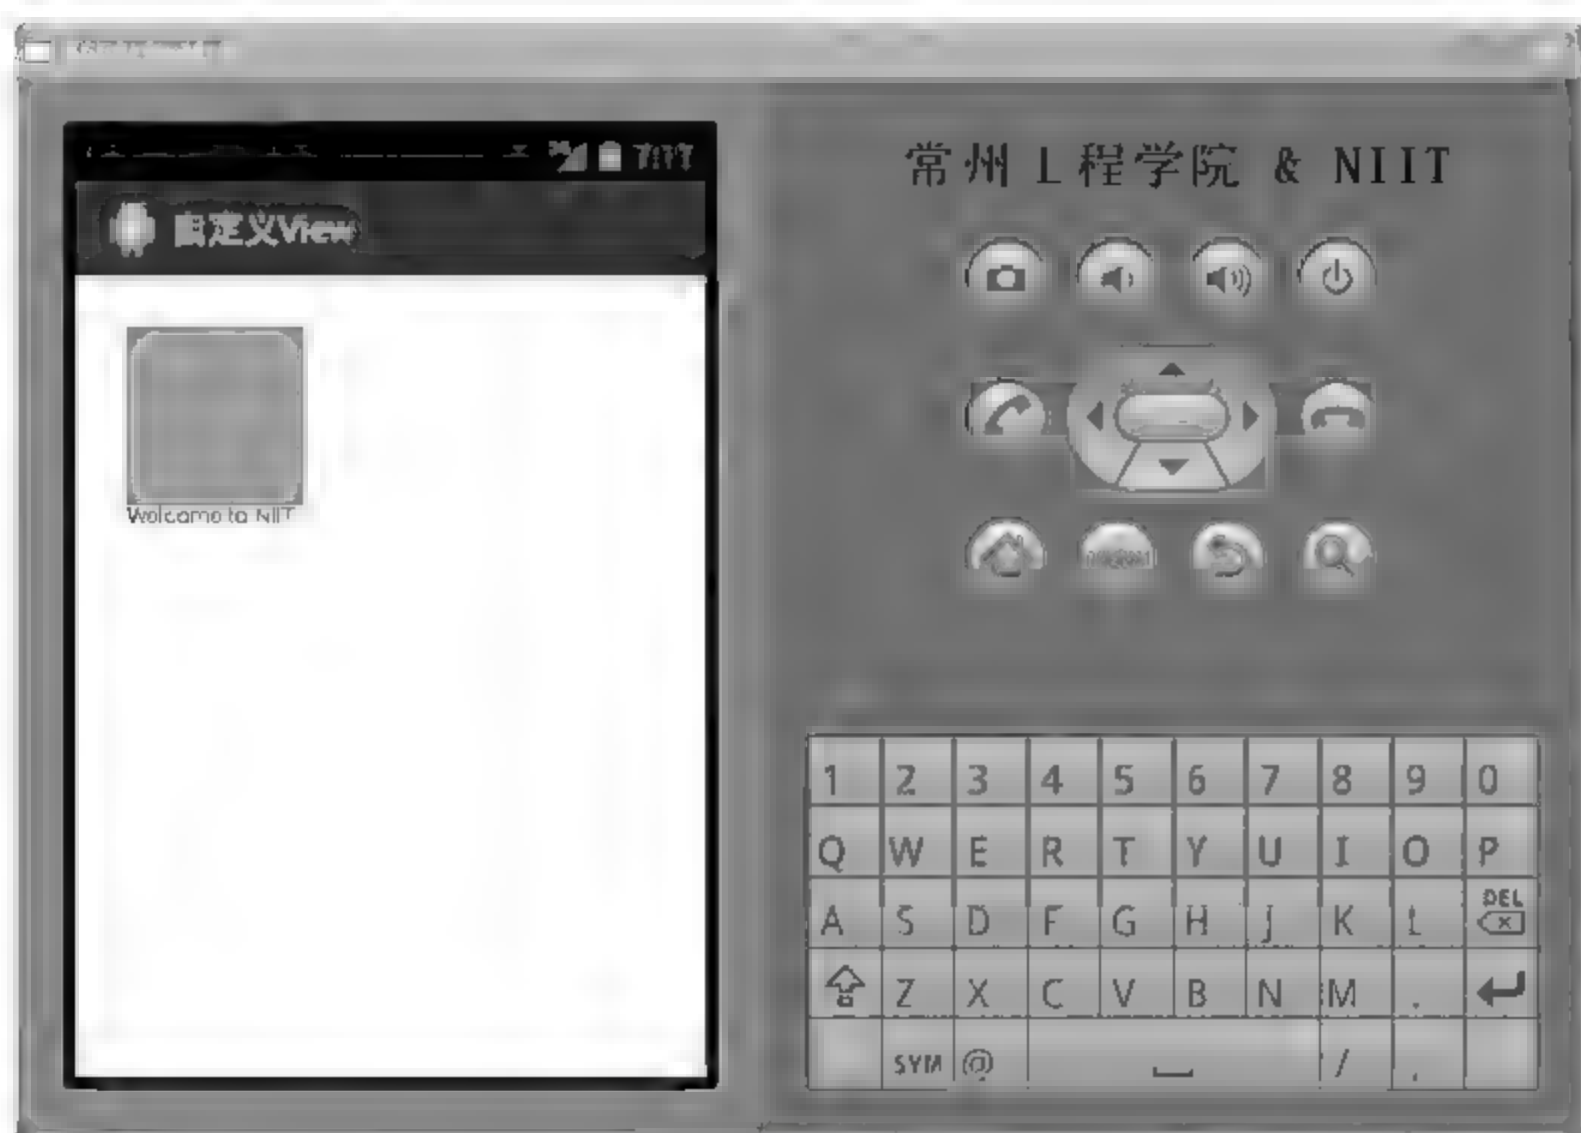 自定义View
Welcome to NIIT
常州工程学院 & NIIT
1 2 3 4 5 6 7 8 9 0
Q W E R T Y U I O P
A S D F G H J K L DEL
Z X C V B N M .
SYM @ / ,